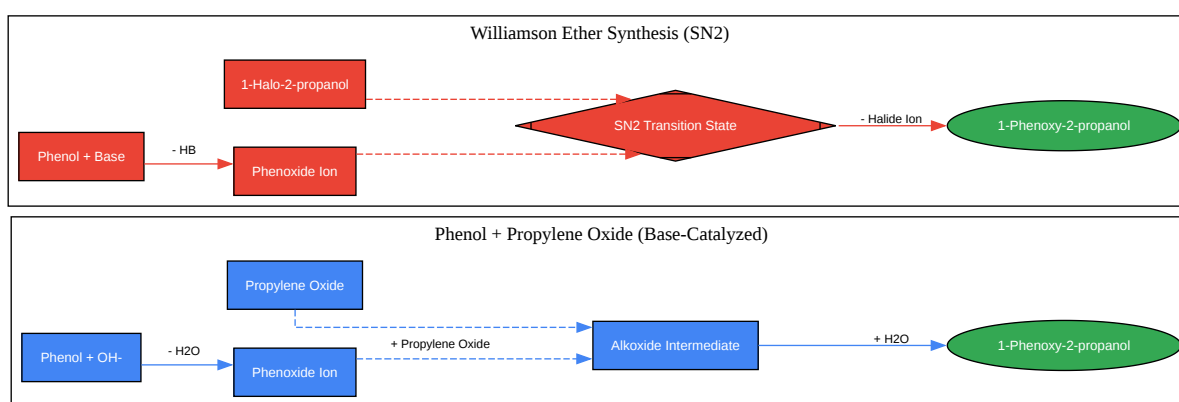 Williamson Ether Synthesis (SN2)
1-Halo-2-propanol
SN2 Transition State
- Halide Ion
1-Phenoxy-2-propanol
Phenol + Base
- HB
Phenoxide Ion
Phenol + Propylene Oxide (Base-Catalyzed)
Propylene Oxide
Phenol + OH-
- H2O
Phenoxide Ion
+ Propylene Oxide
Alkoxide Intermediate
+ H2O
1-Phenoxy-2-propanol